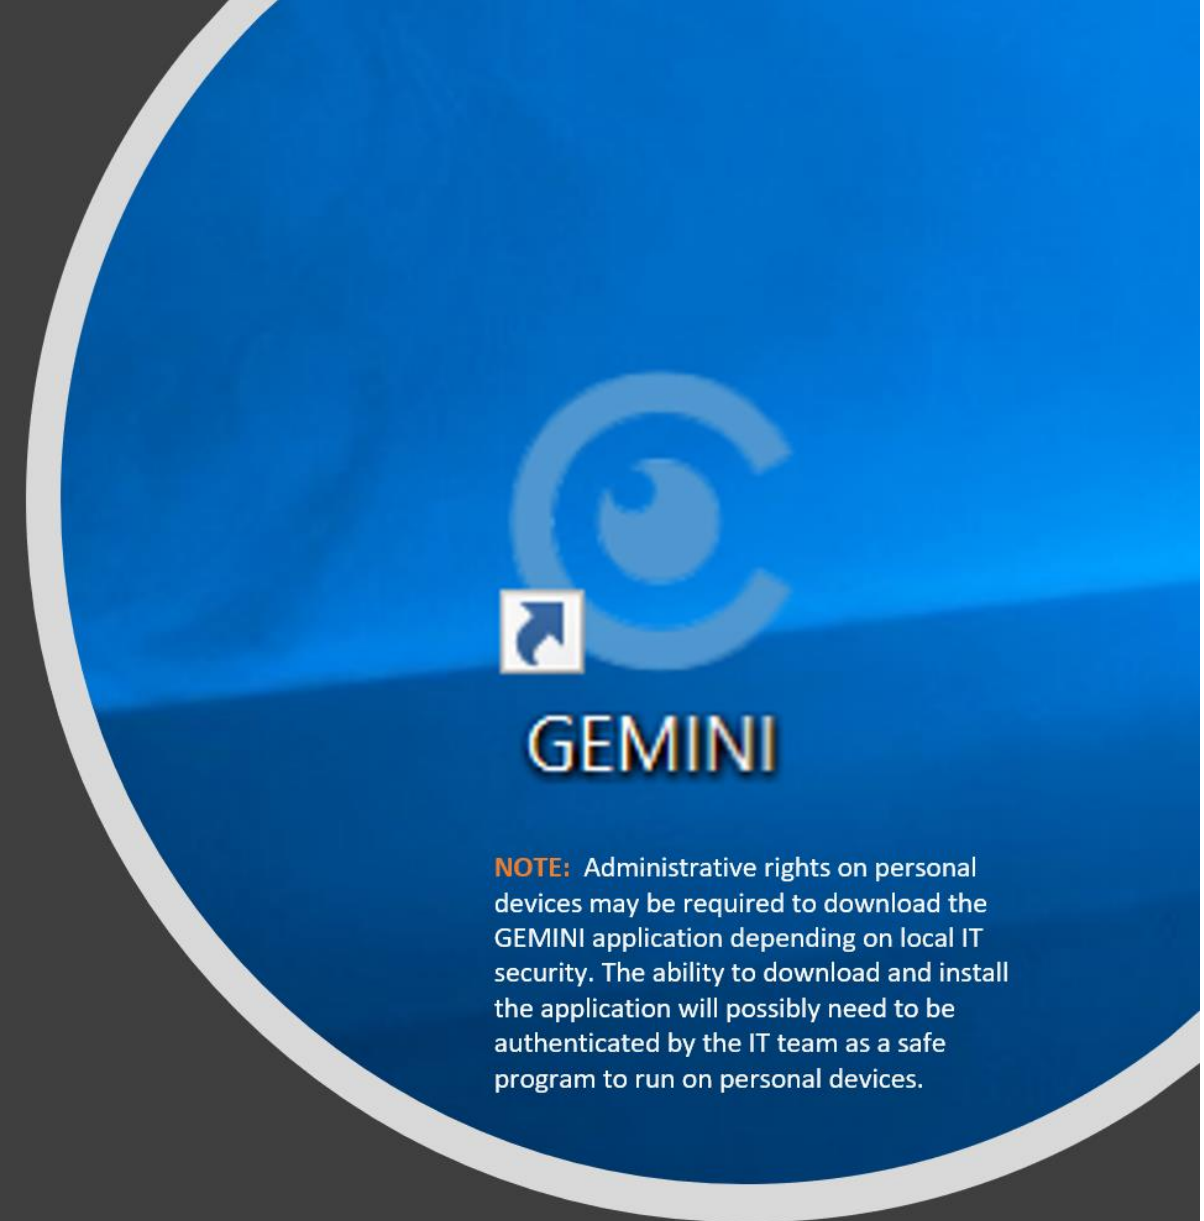 GEMINI
NOTE:  Administrative rights on personal
devices may be required to download the
GEMINI application depending on local IT
security. The ability to download and install
the application will possibly need to be
authenticated by the IT team as a safe
program to run on personal devices.